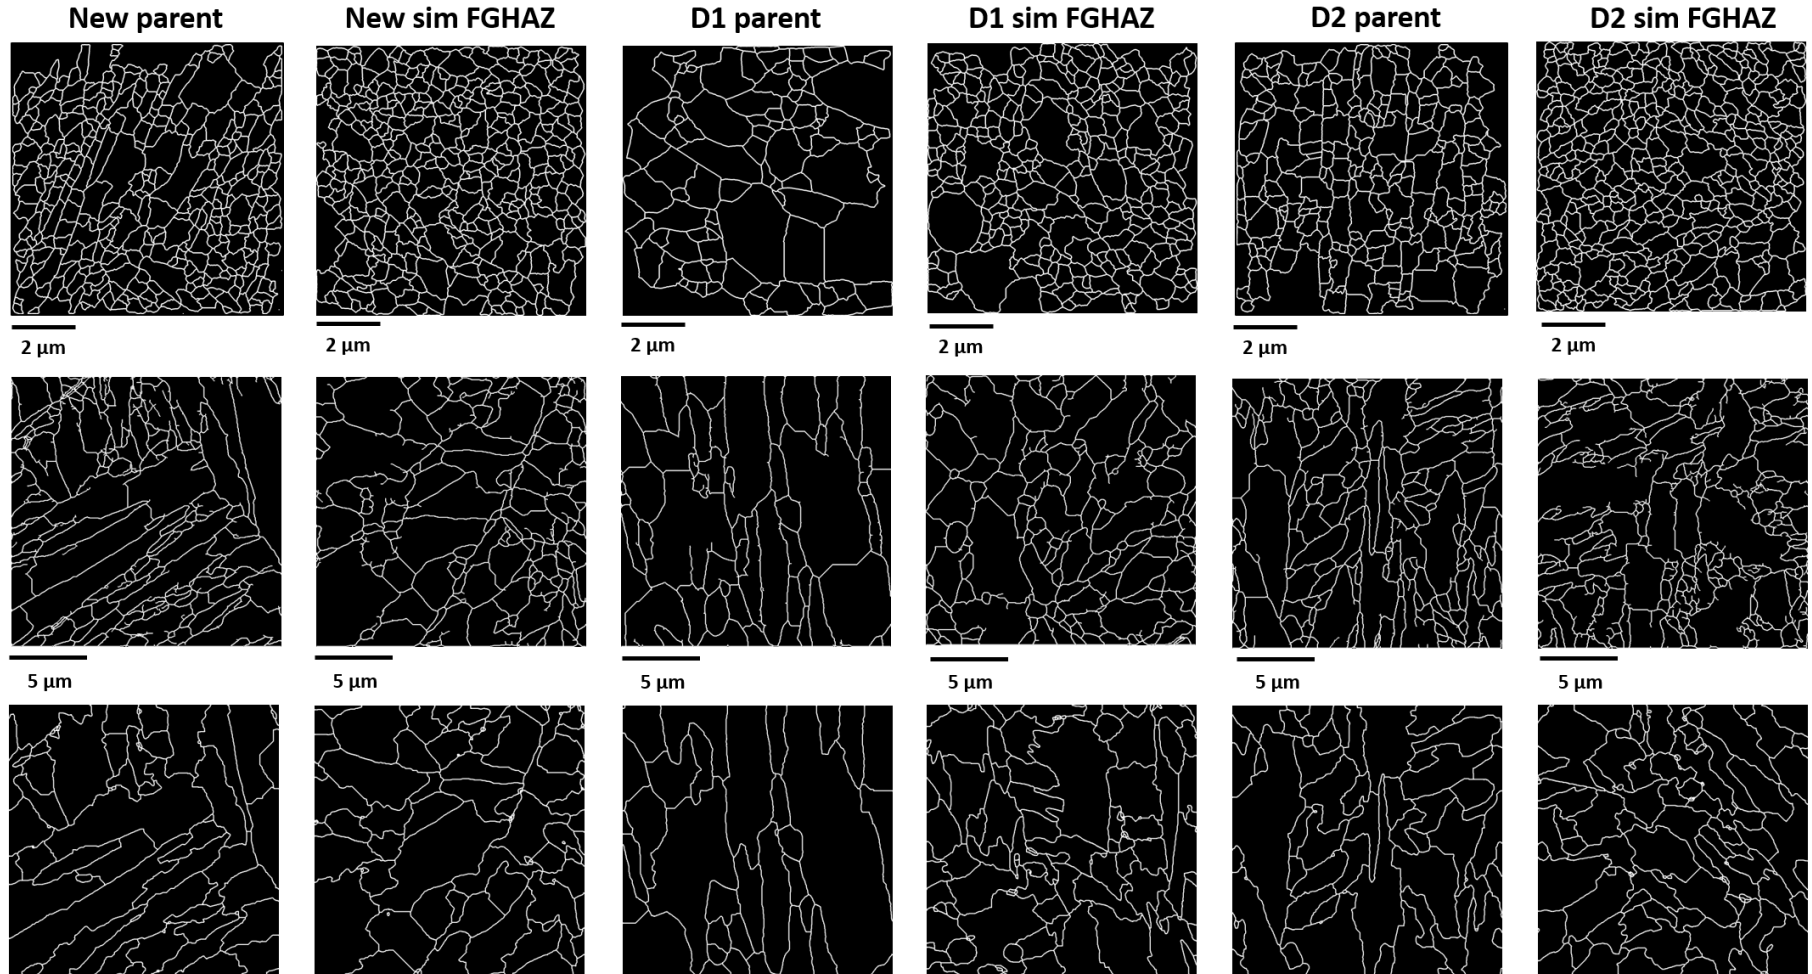 New parent New sim FGHAZ D1 parent D1 sim FGHAZ D2 parent D2 sim FGHAZ
2 µm 2 µm 2 µm 2 µm 2 µm 2 µm
5 µm 5 µm 5 µm 5 µm 5 µm 5 µm